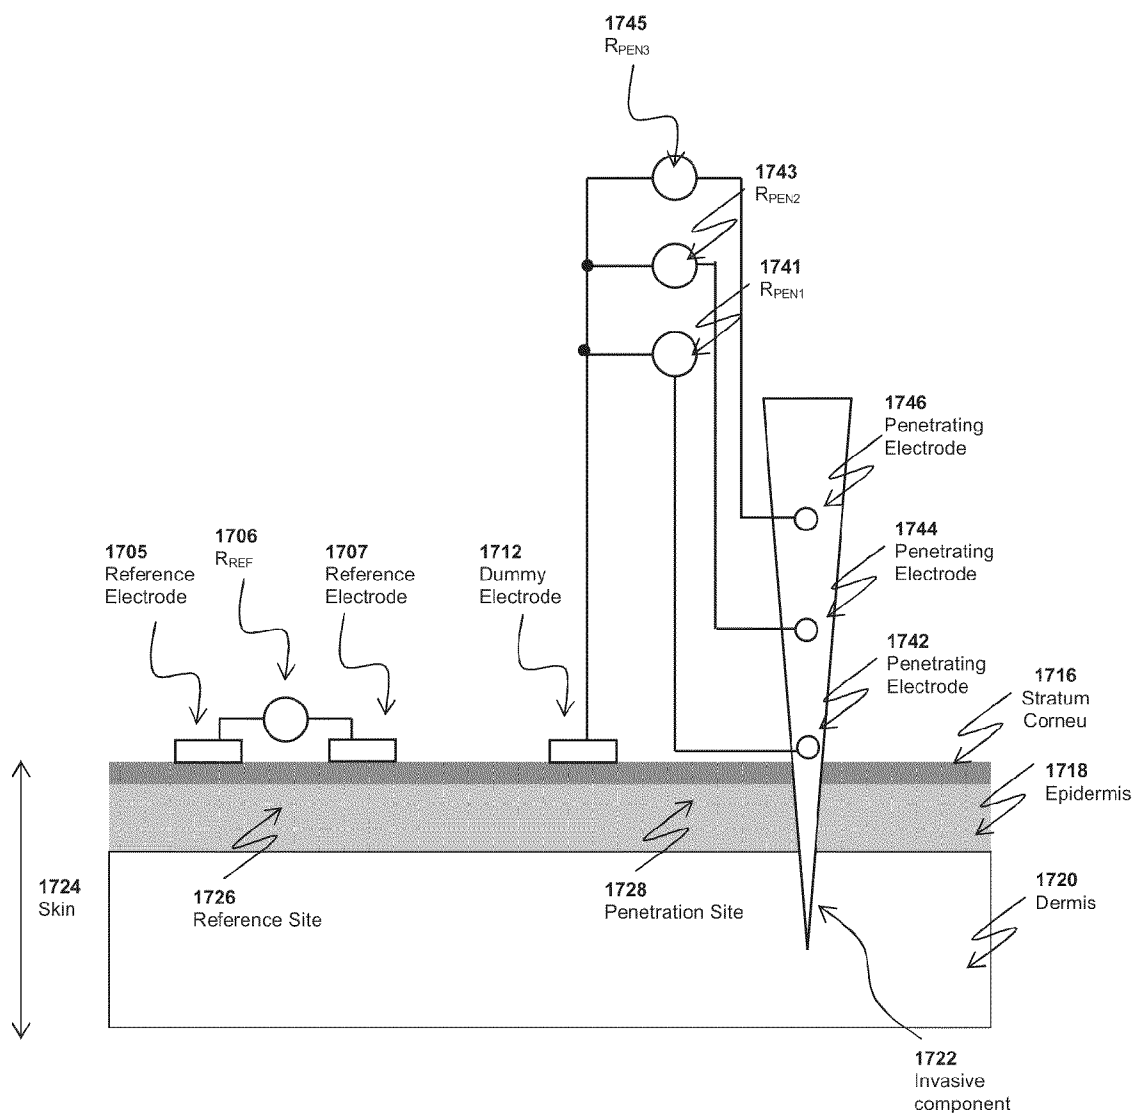 1745
RPEN3
1743
RPEN2
1741
RPEN1
1746
Penetrating
Electrode
1744
Penetrating
Electrode
1742
Penetrating
Electrode
1705
Reference
Electrode
1706
RREF
1707
Reference
Electrode
1712
Dummy
Electrode
1716
Stratum
Corneu
1718
Epidermis
1724
Skin
1726
Reference Site
1728
Penetration Site
1720
Dermis
1722
Invasive
component